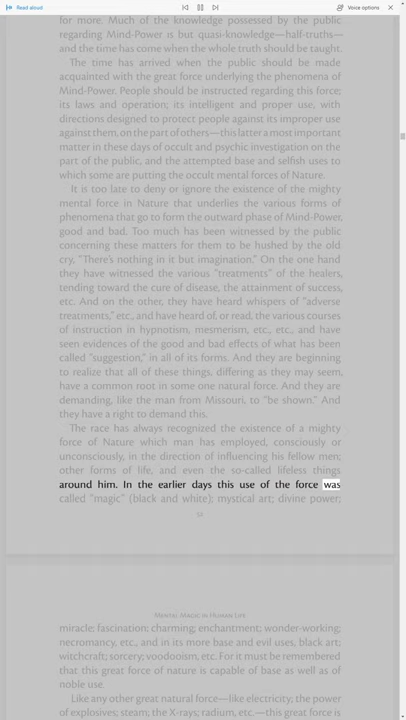 Read aloud
Voice options
for more. Much of the knowledge possessed by the public
regarding Mind-Power is but quasi-knowledge—half-truths—
and the time has come when the whole truth should be taught.
The time has arrived when the public should be made
acquainted with the great force underlying the phenomena of
Mind-Power. People should be instructed regarding this force;
its laws and operation; its intelligent and proper use, with
directions designed to protect people against its improper use
against them, on the part of others—this latter a most important
matter in these days of occult and psychic investigation on the
part of the public, and the attempted base and selfish uses to
which some are putting the occult mental forces of Nature.
It is too late to deny or ignore the existence of the mighty
mental force in Nature that underlies the various forms of
phenomena that go to form the outward phase of Mind-Power,
good and bad. Too much has been witnessed by the public
concerning these matters for them to be hushed by the old
cry, "There's nothing in it but imagination." On the one hand
they have witnessed the various "treatments" of the healers,
tending toward the cure of disease, the attainment of success,
etc. And on the other, they have heard whispers of "adverse
treatments," etc., and have heard of, or read, the various courses
of instruction in hypnotism, mesmerism, etc., etc., and have
seen evidences of the good and bad effects of what has been
called "suggestion," in all of its forms. And they are beginning
to realize that all of these things, differing as they may seem,
have a common root in some one natural force. And they are
demanding, like the man from Missouri, to "be shown." And
they have a right to demand this.
The race has always recognized the existence of a mighty
force of Nature which man has employed, consciously or
unconsciously, in the direction of influencing his fellow men;
other forms of life, and even the so-called lifeless things
around him. In the earlier days this use of the force was
called "magic" (black and white); mystical art; divine power;
Mental Magic in Human Life
miracle; fascination; charming; enchantment; wonder-working;
necromancy, etc., and in its more base and evil uses, black art;
witchcraft; sorcery; voodooism, etc. For it must be remembered
that this great force of nature is capable of base as well as of
noble use.
Like any other great natural force—like electricity; the power
of explosives; steam, the X-rays; radium, etc.,—this great force is